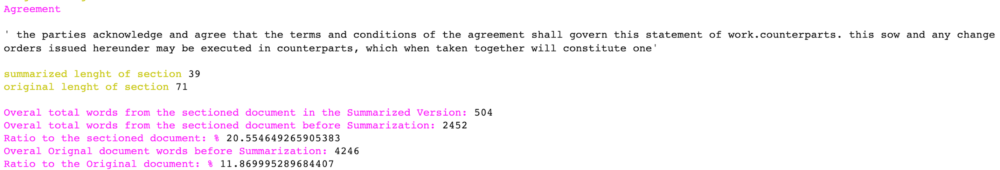 Agreement
' the parties acknowledge and agree that the terms and conditions of the agreement shall govern this statement of work.counterparts. this sow and any change
orders issued hereunder may be executed in counterparts, which when taken together will constitute one'
summarized lenght of section 39
original lenght of section 71
Overal total words from the sectioned document in the Summarized Version: 504
Overal total words from the sectioned document before Summarization: 2452
Ratio to the sectioned document: % 20.554649265905383
Overal Orignal document words before Summarization: 4246
Ratio to the Original document: % 11.869995289684407